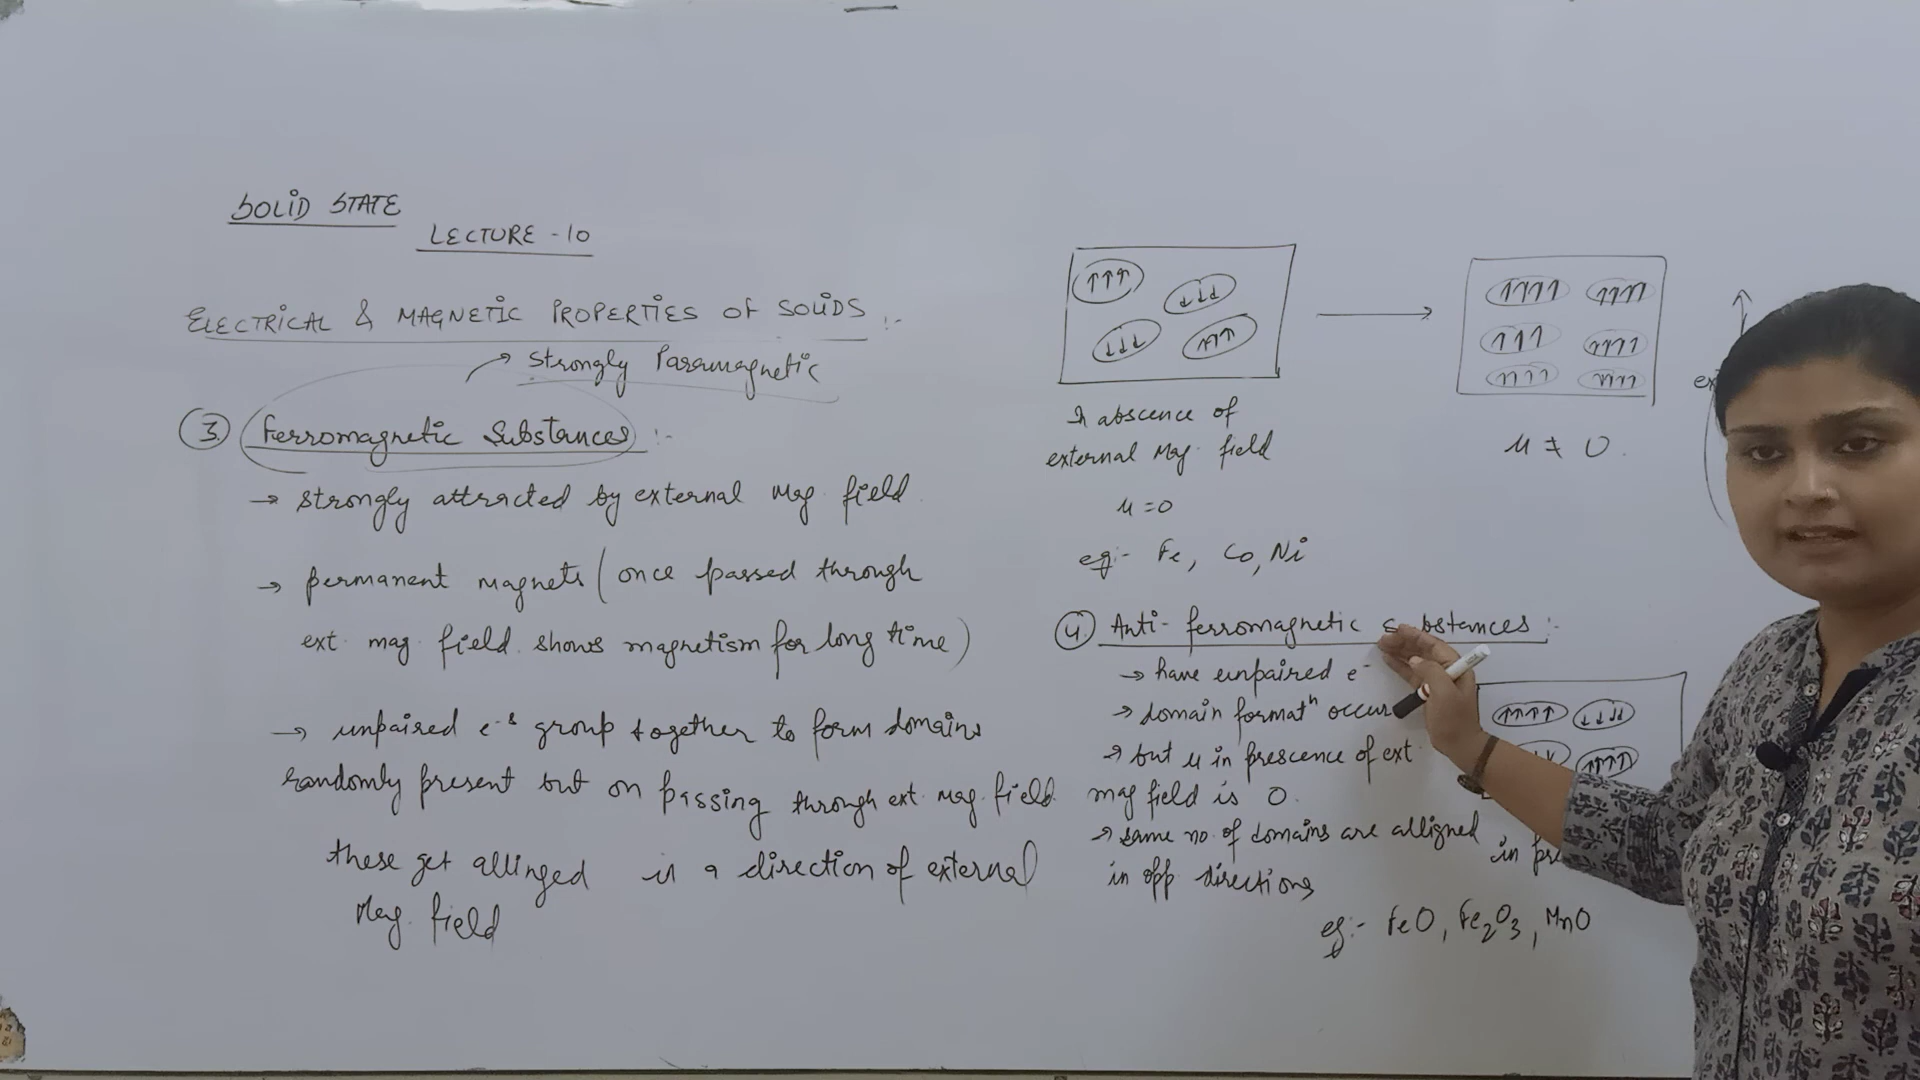 SOLID STATE
LECTURE - 10
ELECTRICAL & MAGNETIC PROPERTIES OF SOLIDS :-
→ Strongly Paramagnetic
3. Ferromagnetic Substances :-
→ strongly attracted by external Mag. field.
→ permanent magnets (once passed through
ext. mag. field shows magnetism for long time)
→ unpaired e-s group together to form domains
randomly present but on passing through ext. mag. field
these get allinged in a direction of external
Mag. field
In abscence of
external Mag. field
μ = 0
eg:- Fe, Co, Ni
μ ≠ 0.
4. Anti-ferromagnetic :-
→ have unpaired e-
→ domain formatn occur
→ but μ in prescence of ext.
mag field is 0.
→ same no. of domains are alligned
in opp directions
in
eg:- FeO, Fe2O3, MnO